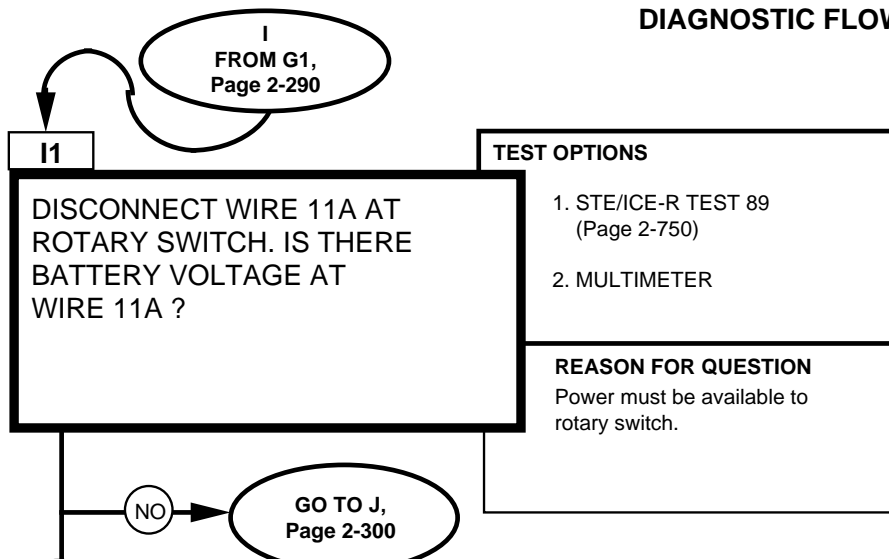 DIAGNOSTIC FLOW
I
FROM G1,
Page 2-290
I1
DISCONNECT WIRE 11A AT
ROTARY SWITCH. IS THERE
BATTERY VOLTAGE AT
WIRE 11A ?
TEST OPTIONS
1. STE/ICE-R TEST 89
(Page 2-750)
2. MULTIMETER
REASON FOR QUESTION
Power must be available to
rotary switch.
NO
GO TO J,
Page 2-300